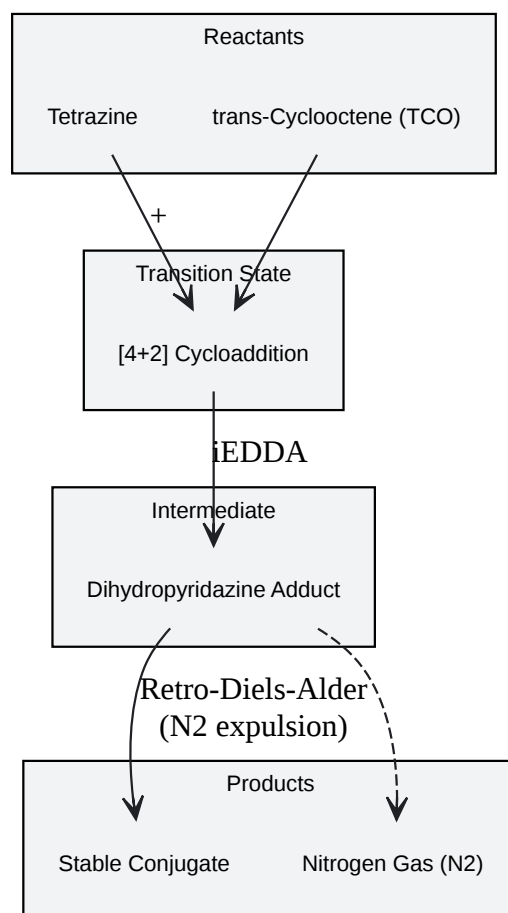 Reactants
Tetrazine
trans-Cyclooctene (TCO)
+
Transition State
[4+2] Cycloaddition
iEDDA
Intermediate
Dihydropyridazine Adduct
Retro-Diels-Alder
(N2 expulsion)
Products
Stable Conjugate
Nitrogen Gas (N2)